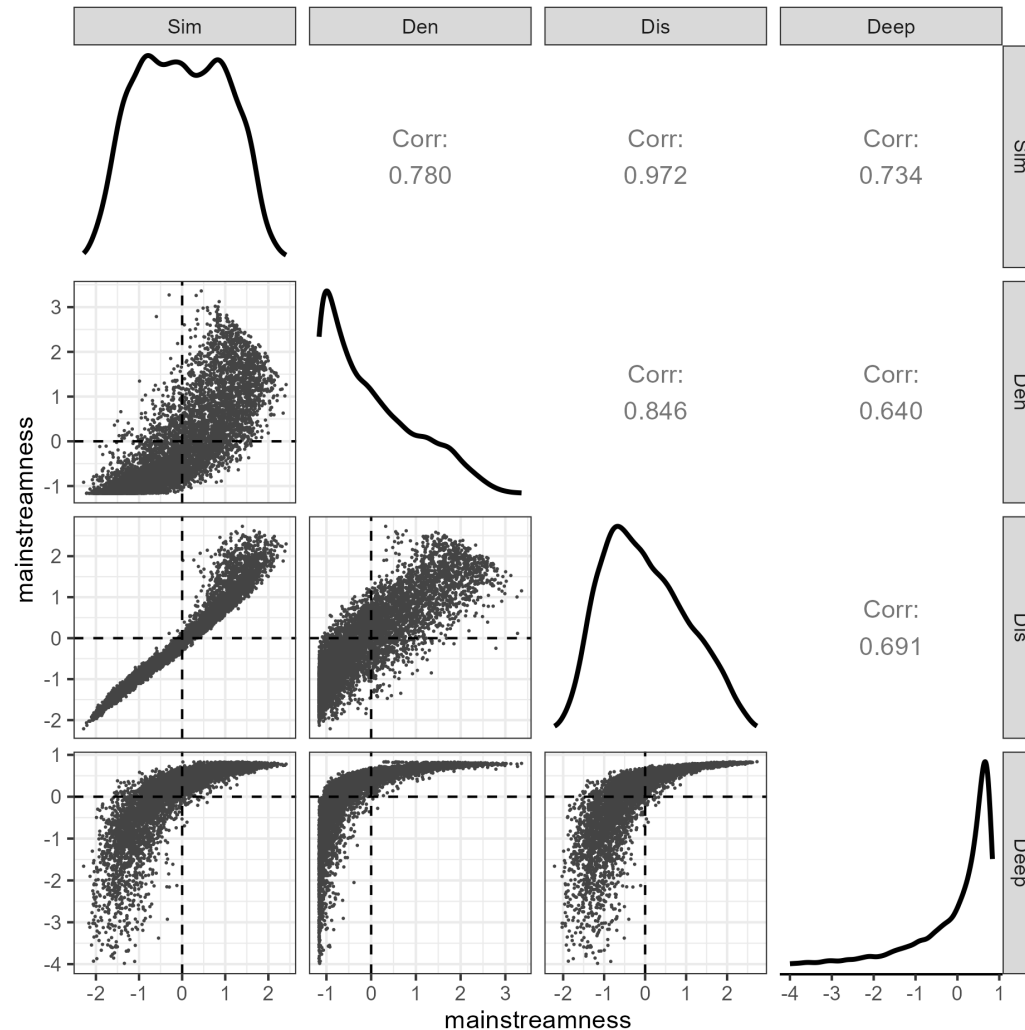 Sim Den Dis Deep
Corr:
0.780
Corr:
0.972
Corr:
0.734
Sim
3
2
1
0
-1
Corr:
0.846
Corr:
0.640
Den
mainstreamness
2
1
0
-1
-2
Corr:
0.691
Dis
1
0
-1
-2
-3
-4
Deep
-2 -1 0 1 2 -1 0 1 2 3 -2 -1 0 1 2 -4 -3 -2 -1 0 1
mainstreamness